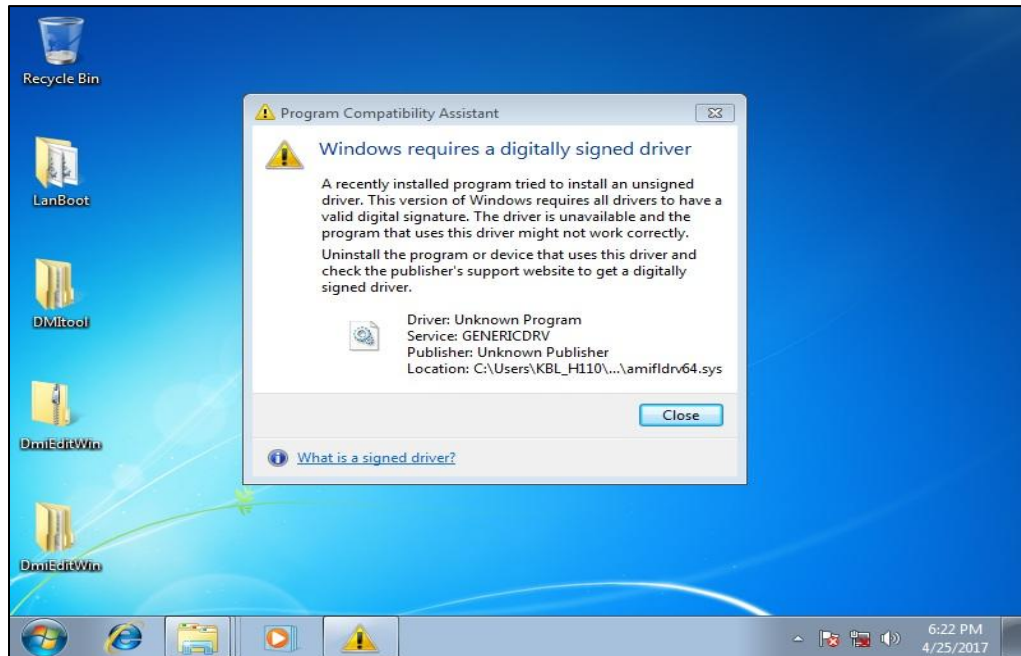 Recycle Bin
LanBoot
DMItool
DmiEditWin
DmiEditWin
Program Compatibility Assistant
Windows requires a digitally signed driver
A recently installed program tried to install an unsigned
driver. This version of Windows requires all drivers to have a
valid digital signature. The driver is unavailable and the
program that uses this driver might not work correctly.
Uninstall the program or device that uses this driver and
check the publisher's support website to get a digitally
signed driver.
Driver: Unknown Program
Service: GENERICDRV
Publisher: Unknown Publisher
Location: C:\Users\KBL_H110\...\amifldrv64.sys
Close
What is a signed driver?
6:22 PM
4/25/2017